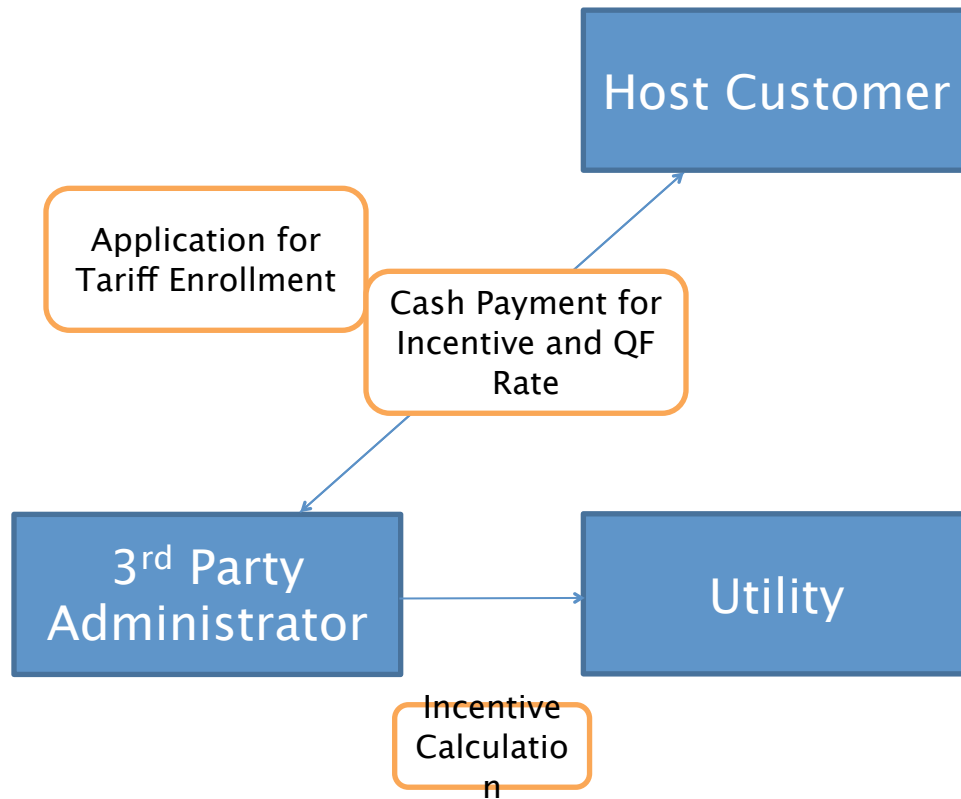 Host Customer
Application for
Tariff Enrollment
Cash Payment for
Incentive and QF
Rate
3rd Party
Administrator
Utility
Incentive
Calculatio
n